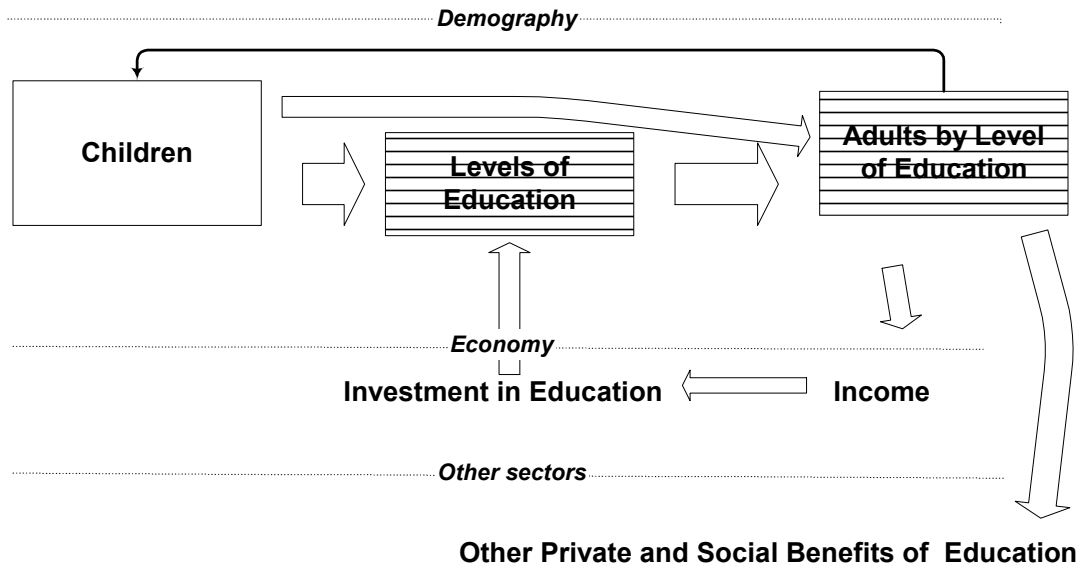 Demography
Children
Levels of
Education
Adults by Level
of Education
Economy
Investment in Education
Income
Other sectors
Other Private and Social Benefits of Education